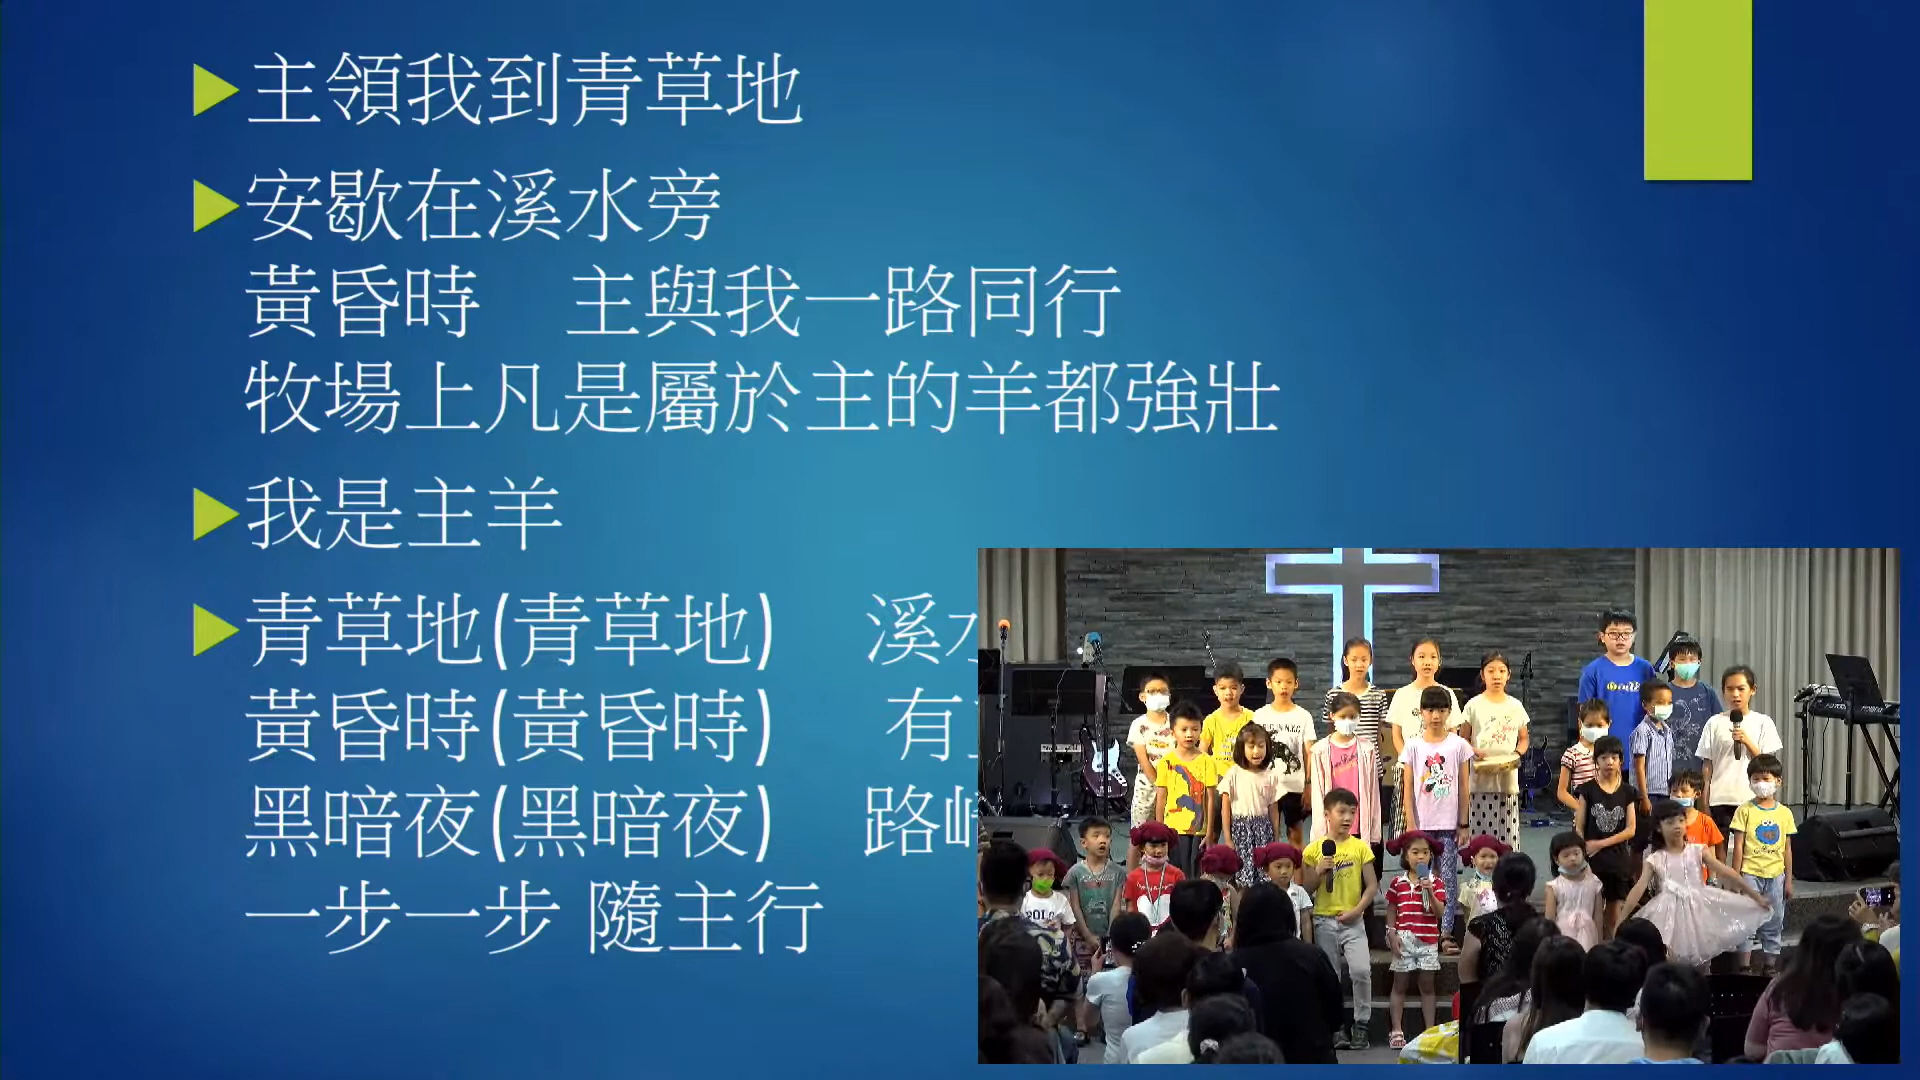 主領我到青草地
安歇在溪水旁
黃昏時 主與我一路同行
牧場上凡是屬於主的羊都強壯
我是主羊
青草地(青草地) 溪
黃昏時(黃昏時) 有
黑暗夜(黑暗夜) 路
一步一步 隨主行
POLO